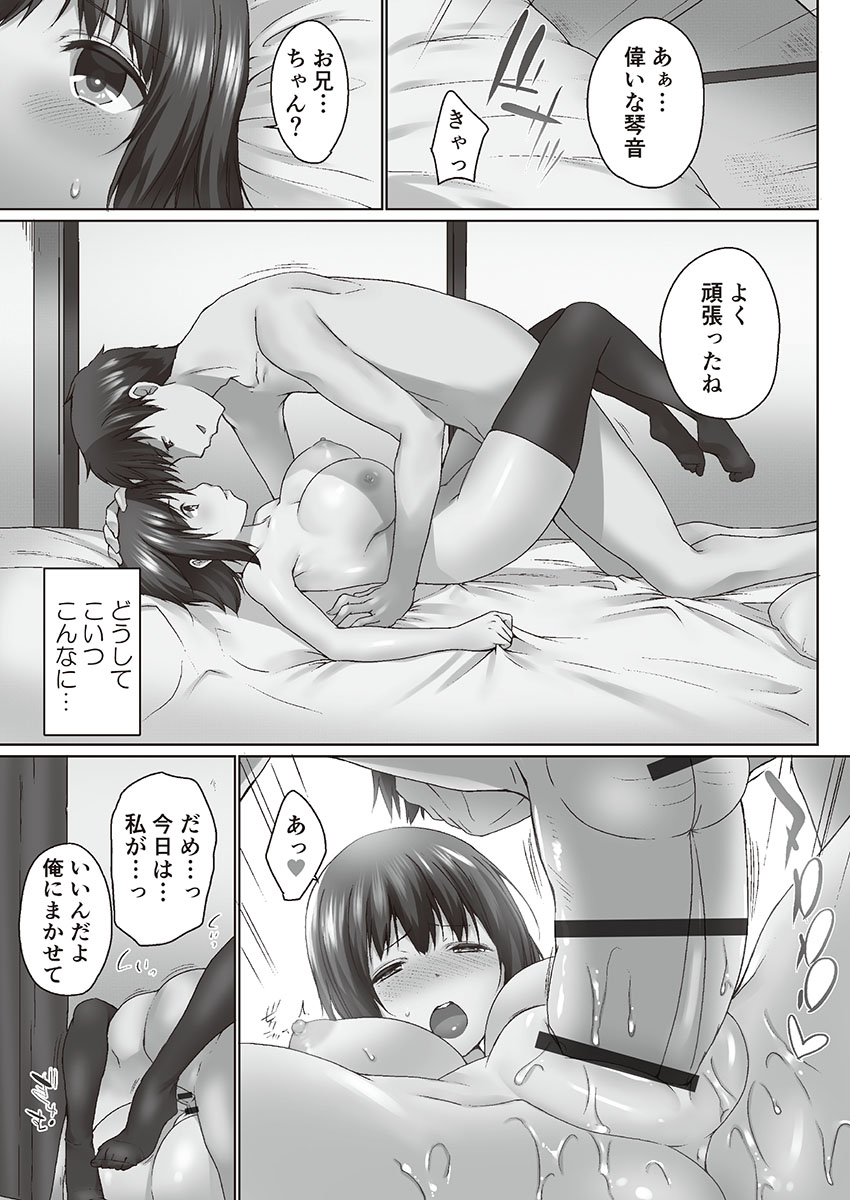 あぁ…
偉いな琴音
きゃっ
お兄…
ちゃん？
よく
頑張ったね
どうして
こいつ
こんなに…
あっ♥
だめ…っ
今日は…
私が…っ
いいんだよ
俺にまかせて